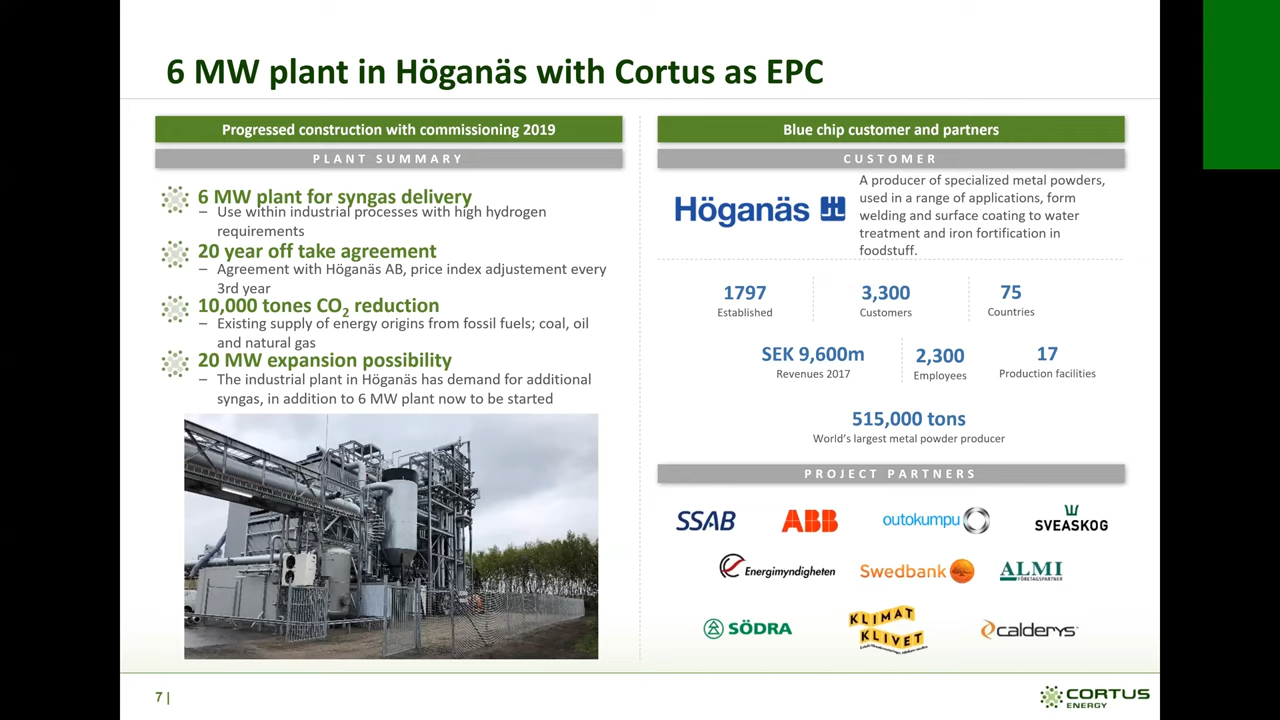 6 MW plant in Höganäs with Cortus as EPC
Progressed construction with commissioning 2019
PLANT SUMMARY
6 MW plant for syngas delivery
– Use within industrial processes with high hydrogen
requirements
20 year off take agreement
– Agreement with Höganäs AB, price index adjustement every
3rd year
10,000 tones CO₂ reduction
– Existing supply of energy origins from fossil fuels; coal, oil
and natural gas
20 MW expansion possibility
– The industrial plant in Höganäs has demand for additional
syngas, in addition to 6 MW plant now to be started
Blue chip customer and partners
CUSTOMER
Höganäs
A producer of specialized metal powders,
used in a range of applications, form
welding and surface coating to water
treatment and iron fortification in
foodstuff.
1797
Established
3,300
Customers
75
Countries
SEK 9,600m
Revenues 2017
2,300
Employees
17
Production facilities
515,000 tons
World's largest metal powder producer
PROJECT PARTNERS
SSAB
ABB
outokumpu
SVEASKOG
Energimyndigheten
Swedbank
ALMI
FÖRETAGSPARTNER
SÖDRA
KLIMAT
KLIVET
calderys
7 |
CORTUS
ENERGY